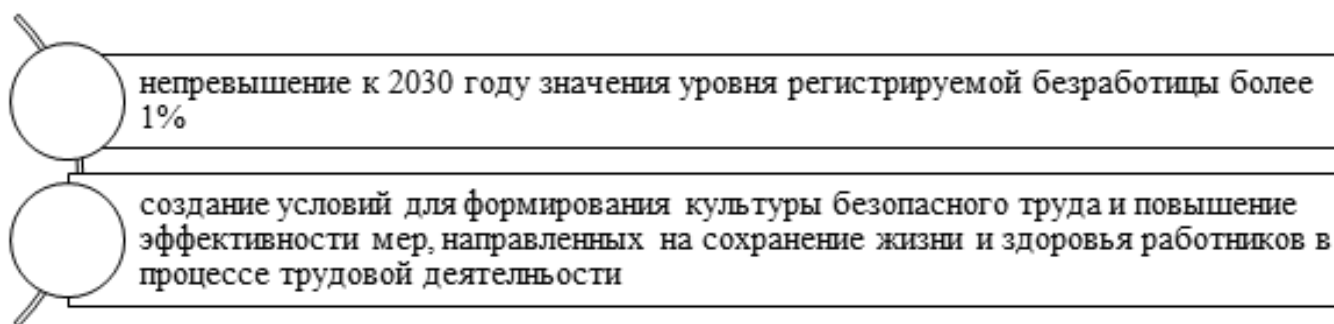 непревышение к 2030 году значения уровня регистрируемой безработицы более
1%
создание условий для формирования культуры безопасного труда и повышение
эффективности мер, направленных на сохранение жизни и здоровья работников в
процессе трудовой деятелньости